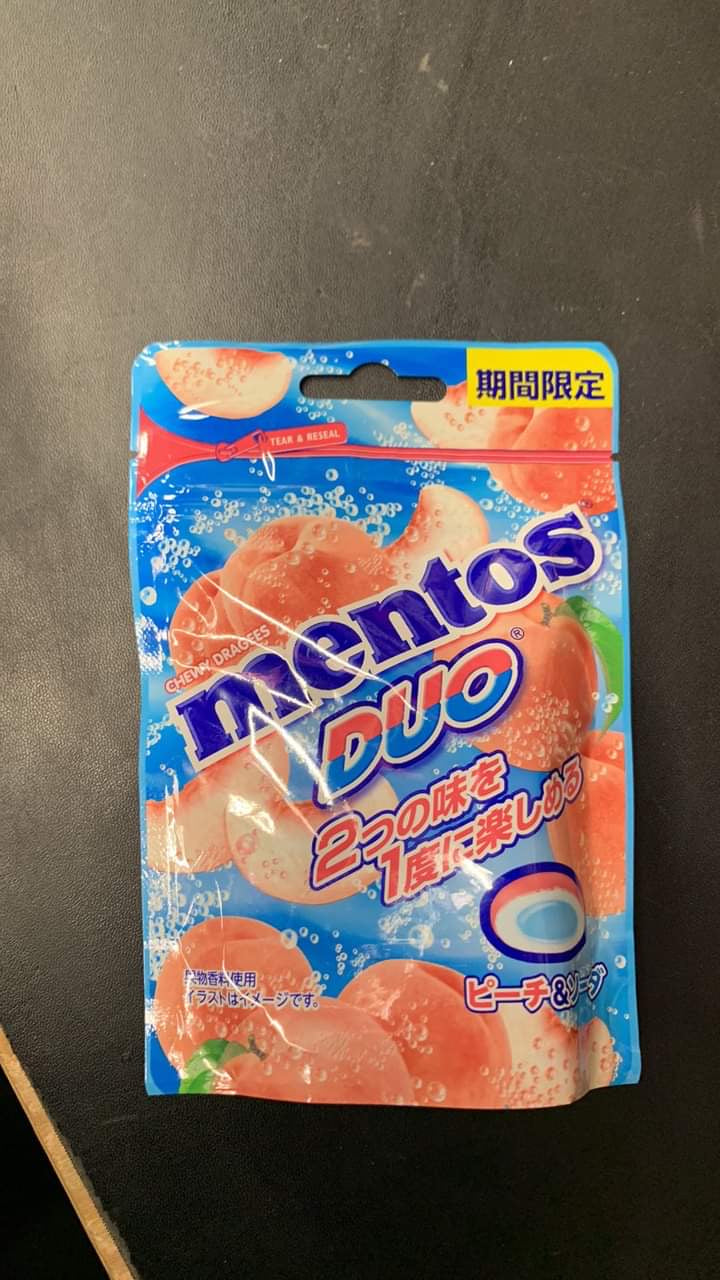 期間限定
TEAR & RESEAL
CHEWY DRAGEES
mentos
DUO®
2つの味を
1度に楽しめる
ピーチ&ソーダ
果物香料使用
イラストはイメージです。